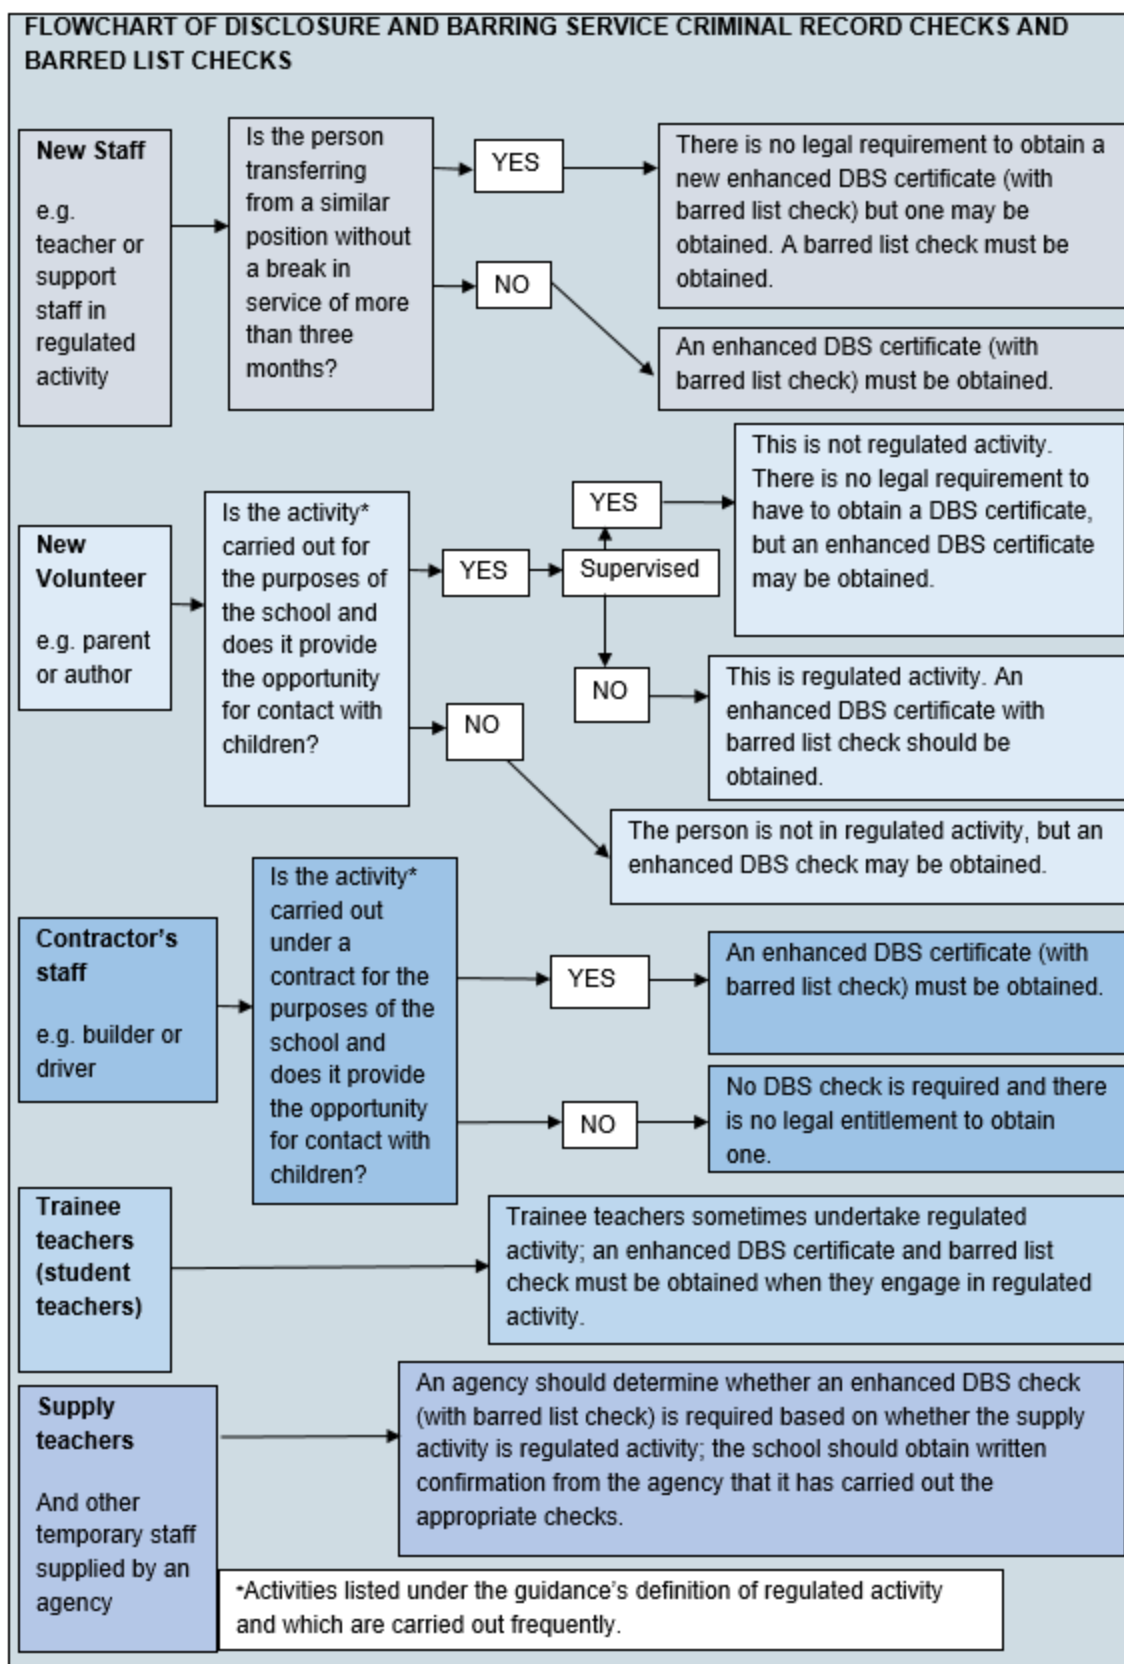 FLOWCHART OF DISCLOSURE AND BARRING SERVICE CRIMINAL RECORD CHECKS AND
BARRED LIST CHECKS
New Staff
e.g.
teacher or
support
staff in
regulated
activity
Is the person
transferring
from a similar
position without
a break in
service of more
than three
months?
YES
There is no legal requirement to obtain a
new enhanced DBS certificate (with
barred list check) but one may be
obtained. A barred list check must be
obtained.
NO
An enhanced DBS certificate (with
barred list check) must be obtained.
New
Volunteer
e.g. parent
or author
Is the activity*
carried out for
the purposes of
the school and
does it provide
the opportunity
for contact with
children?
YES
Supervised
YES
This is not regulated activity.
There is no legal requirement to
have to obtain a DBS certificate,
but an enhanced DBS certificate
may be obtained.
NO
This is regulated activity. An
enhanced DBS certificate with
barred list check should be
obtained.
NO
The person is not in regulated activity, but an
enhanced DBS check may be obtained.
Contractor's
staff
e.g. builder or
driver
Is the activity*
carried out
under a
contract for the
purposes of the
school and
does it provide
the opportunity
for contact with
children?
YES
An enhanced DBS certificate (with
barred list check) must be obtained.
NO
No DBS check is required and there
is no legal entitlement to obtain
one.
Trainee
teachers
(student
teachers)
Trainee teachers sometimes undertake regulated
activity; an enhanced DBS certificate and barred list
check must be obtained when they engage in regulated
activity.
Supply
teachers
And other
temporary staff
supplied by an
agency
An agency should determine whether an enhanced DBS check
(with barred list check) is required based on whether the supply
activity is regulated activity; the school should obtain written
confirmation from the agency that it has carried out the
appropriate checks.
*Activities listed under the guidance's definition of regulated activity
and which are carried out frequently.